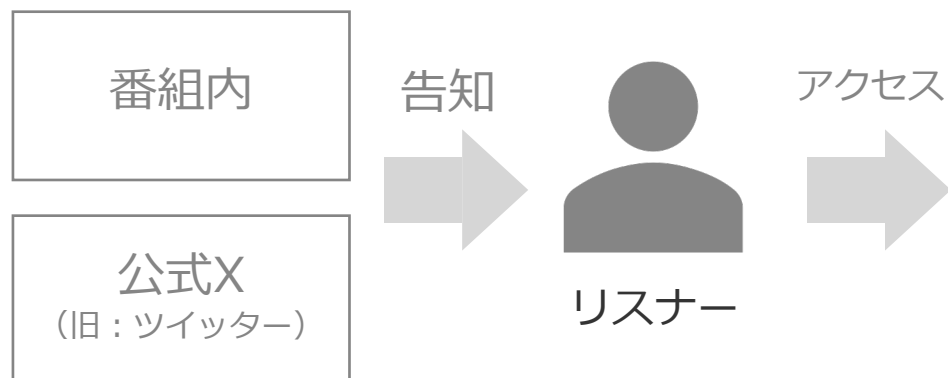 番組内
告知
アクセス
公式X
（旧：ツイッター）
リスナー